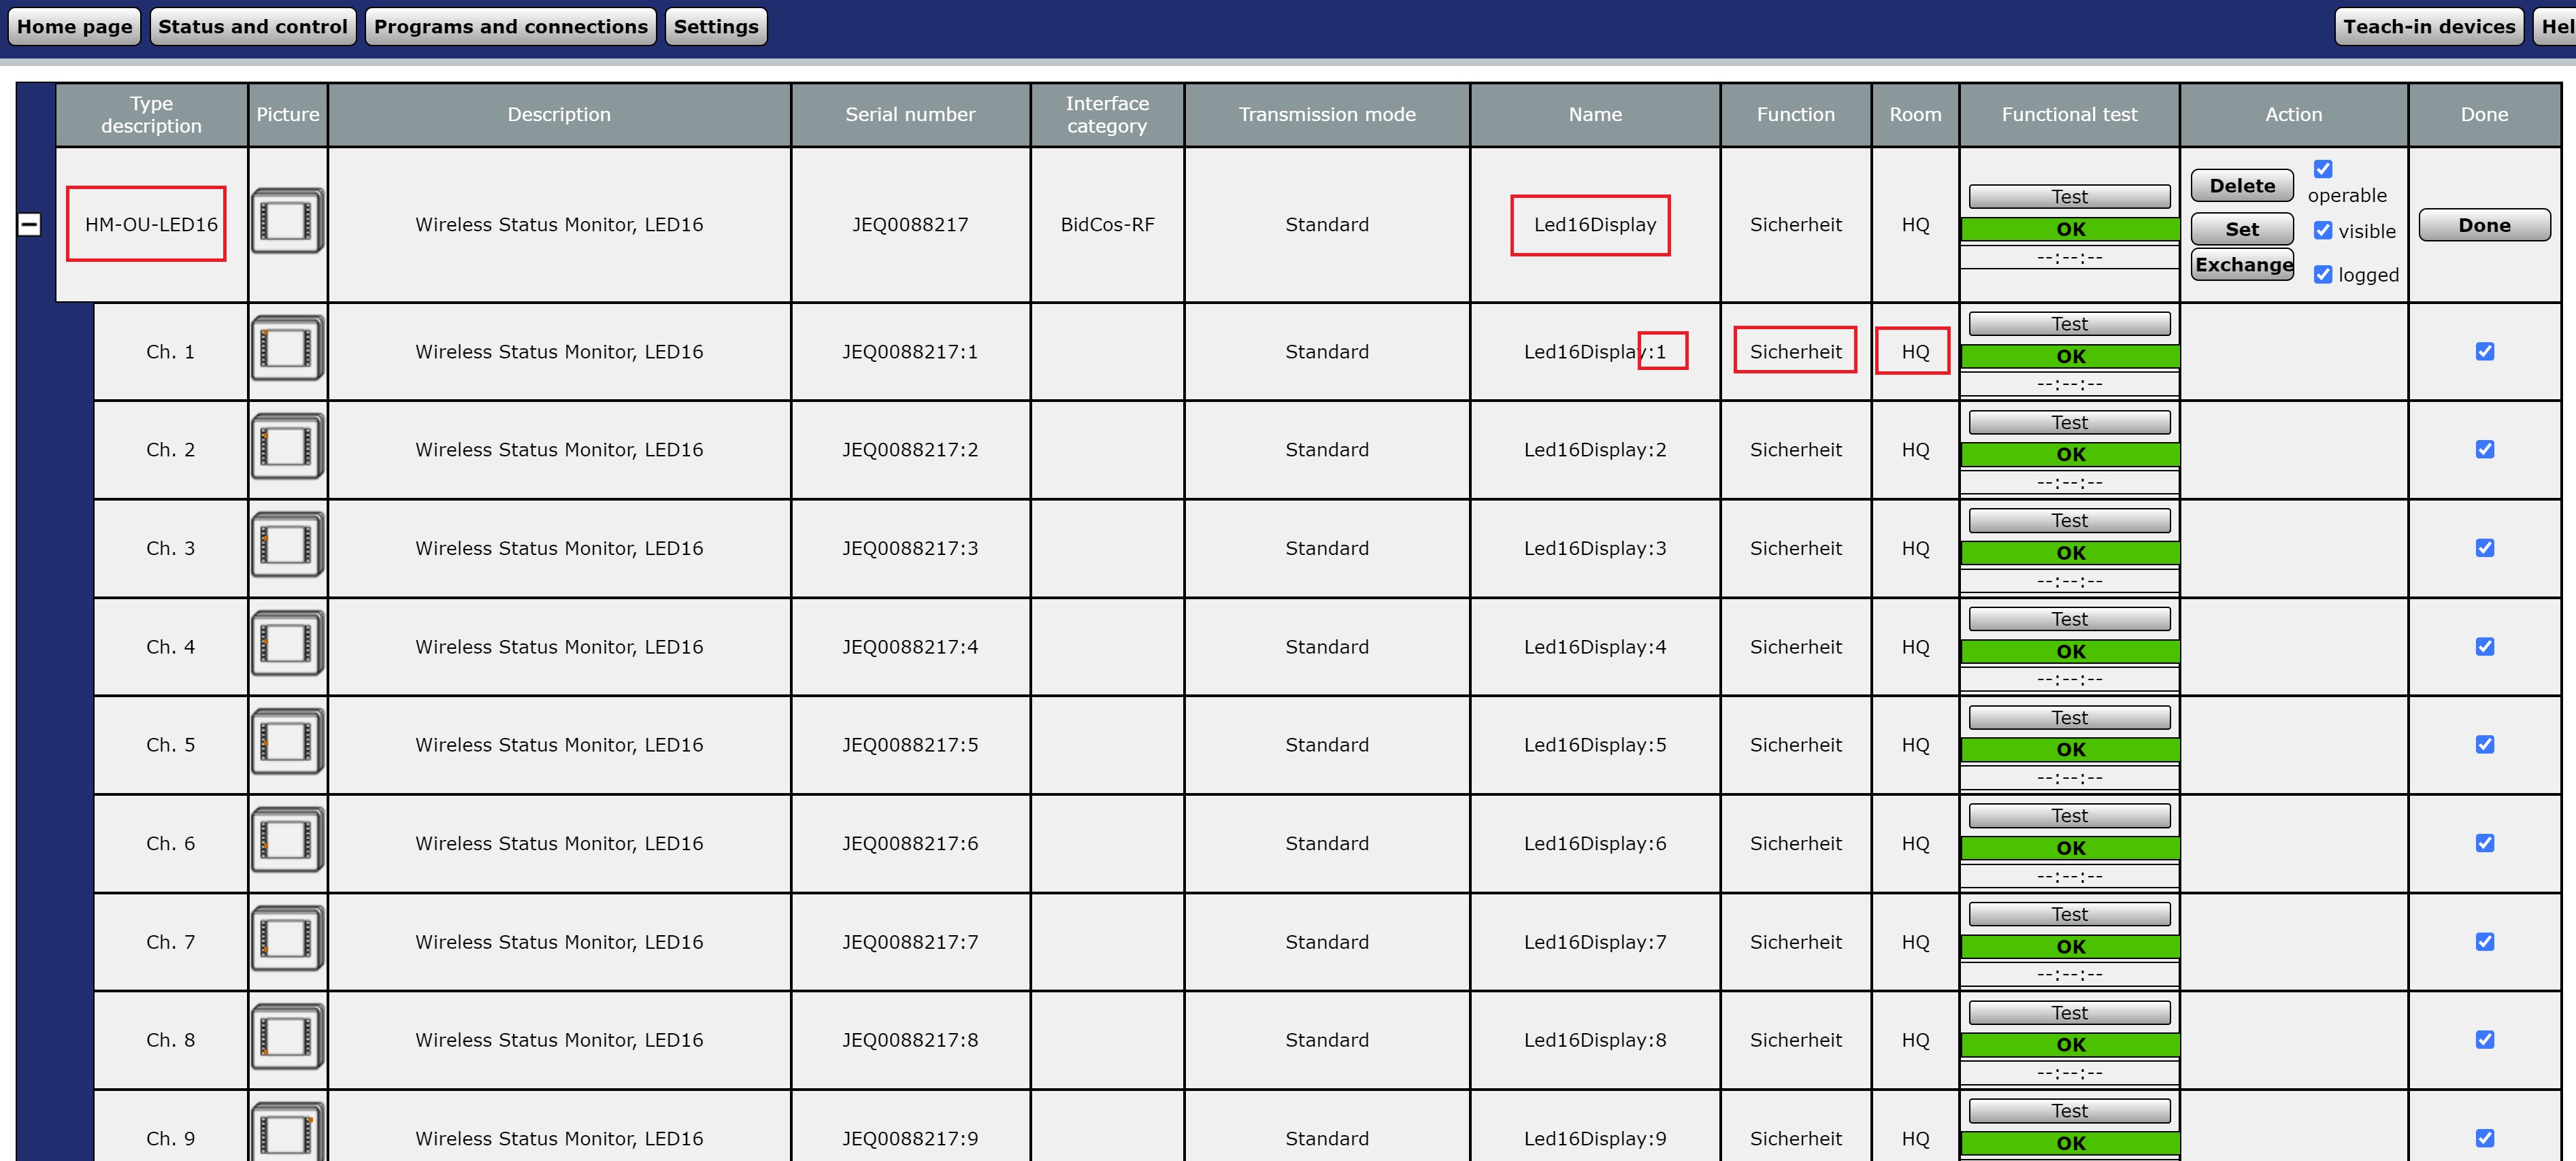 Home page Status and control Programs and connections Settings Teach-in devices Hel
Type description Picture Description Serial number Interface category Transmission mode Name Function Room Functional test Action Done
HM-OU-LED16 Wireless Status Monitor, LED16 JEQ0088217 BidCos-RF Standard Led16Display Sicherheit HQ Test OK --:--:-- Delete Set Exchange operable visible logged Done
Ch. 1 Wireless Status Monitor, LED16 JEQ0088217:1 Standard Led16Display:1 Sicherheit HQ Test OK --:--:--
Ch. 2 Wireless Status Monitor, LED16 JEQ0088217:2 Standard Led16Display:2 Sicherheit HQ Test OK --:--:--
Ch. 3 Wireless Status Monitor, LED16 JEQ0088217:3 Standard Led16Display:3 Sicherheit HQ Test OK --:--:--
Ch. 4 Wireless Status Monitor, LED16 JEQ0088217:4 Standard Led16Display:4 Sicherheit HQ Test OK --:--:--
Ch. 5 Wireless Status Monitor, LED16 JEQ0088217:5 Standard Led16Display:5 Sicherheit HQ Test OK --:--:--
Ch. 6 Wireless Status Monitor, LED16 JEQ0088217:6 Standard Led16Display:6 Sicherheit HQ Test OK --:--:--
Ch. 7 Wireless Status Monitor, LED16 JEQ0088217:7 Standard Led16Display:7 Sicherheit HQ Test OK --:--:--
Ch. 8 Wireless Status Monitor, LED16 JEQ0088217:8 Standard Led16Display:8 Sicherheit HQ Test OK --:--:--
Ch. 9 Wireless Status Monitor, LED16 JEQ0088217:9 Standard Led16Display:9 Sicherheit HQ Test OK